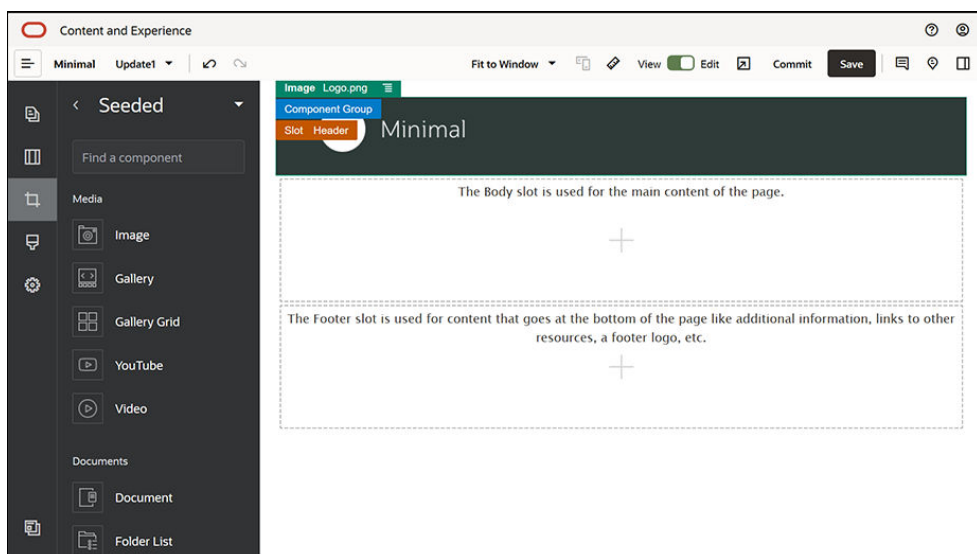 Content and Experience
Minimal Update1 Fit to Window View Edit Commit Save
Seeded
Find a component
Media
Image
Gallery
Gallery Grid
YouTube
Video
Documents
Document
Folder List
Image Logo.png
Component Group
Slot Header
Minimal
The Body slot is used for the main content of the page.
The Footer slot is used for content that goes at the bottom of the page like additional information, links to other
resources, a footer logo, etc.